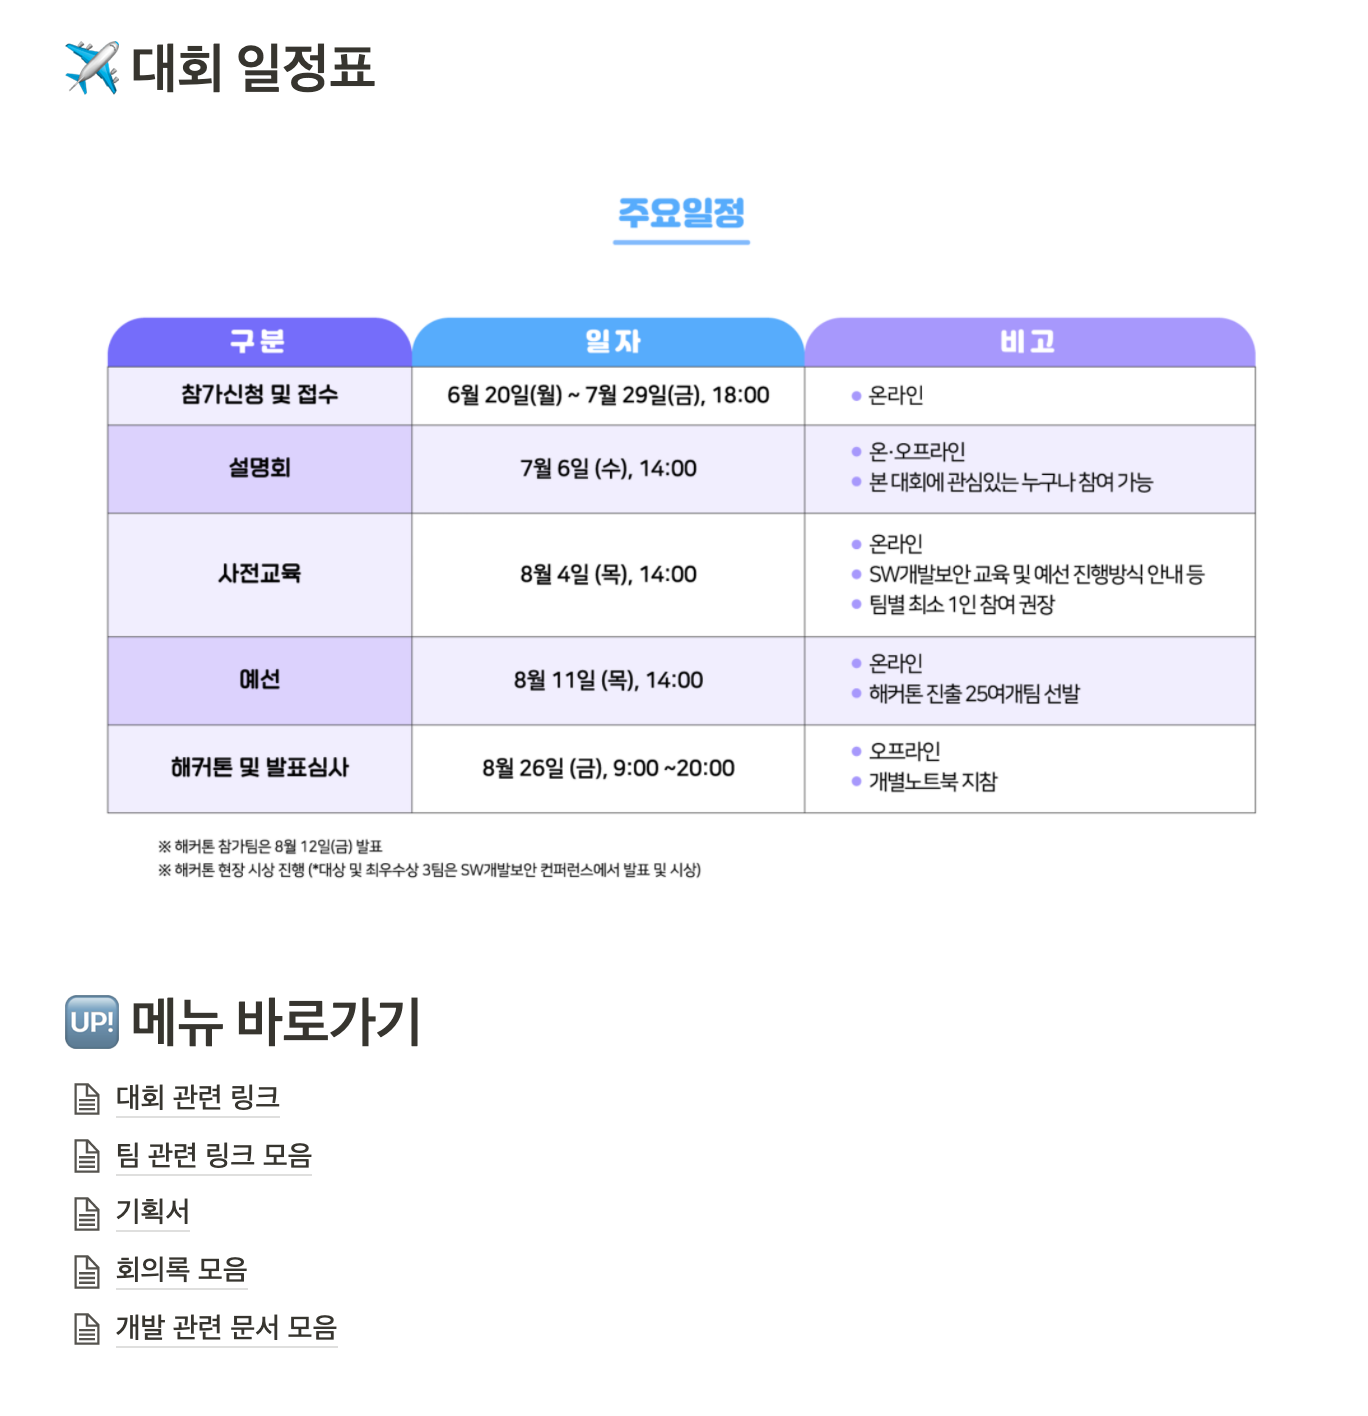 대회 일정표
주요일정
구분 일자 비고
참가신청 및 접수 6월 20일(월) ~ 7월 29일(금), 18:00 • 온라인
설명회 7월 6일 (수), 14:00 • 온·오프라인
• 본 대회에 관심있는 누구나 참여 가능
사전교육 8월 4일 (목), 14:00 • 온라인
• SW개발보안 교육 및 예선 진행방식 안내 등
• 팀별 최소 1인 참여 권장
예선 8월 11일 (목), 14:00 • 온라인
• 해커톤 진출 25여개팀 선발
해커톤 및 발표심사 8월 26일 (금), 9:00 ~20:00 • 오프라인
• 개별노트북 지참
※ 해커톤 참가팀은 8월 12일(금) 발표
※ 해커톤 현장 시상 진행 (*대상 및 최우수상 3팀은 SW개발보안 컨퍼런스에서 발표 및 시상)
UP! 메뉴 바로가기
대회 관련 링크
팀 관련 링크 모음
기획서
회의록 모음
개발 관련 문서 모음